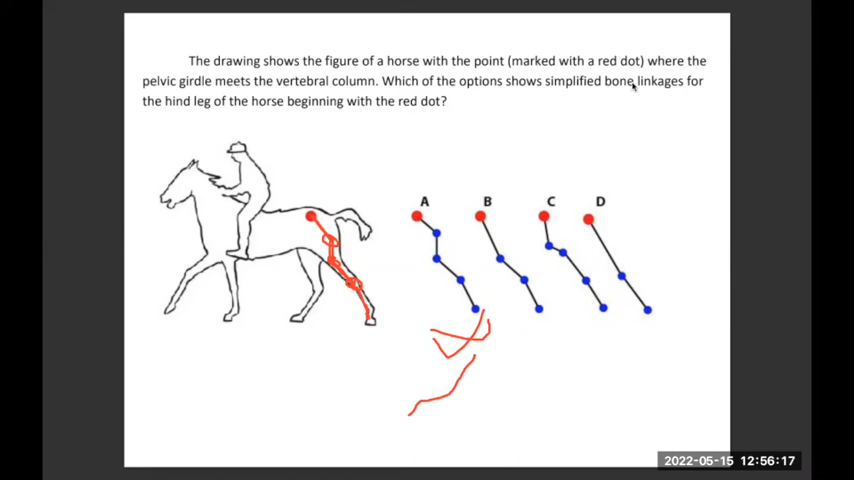 The drawing shows the figure of a horse with the point (marked with a red dot) where the
pelvic girdle meets the vertebral column. Which of the options shows simplified bone linkages for
the hind leg of the horse beginning with the red dot?
A B C D
2022-05-15 12:56:17